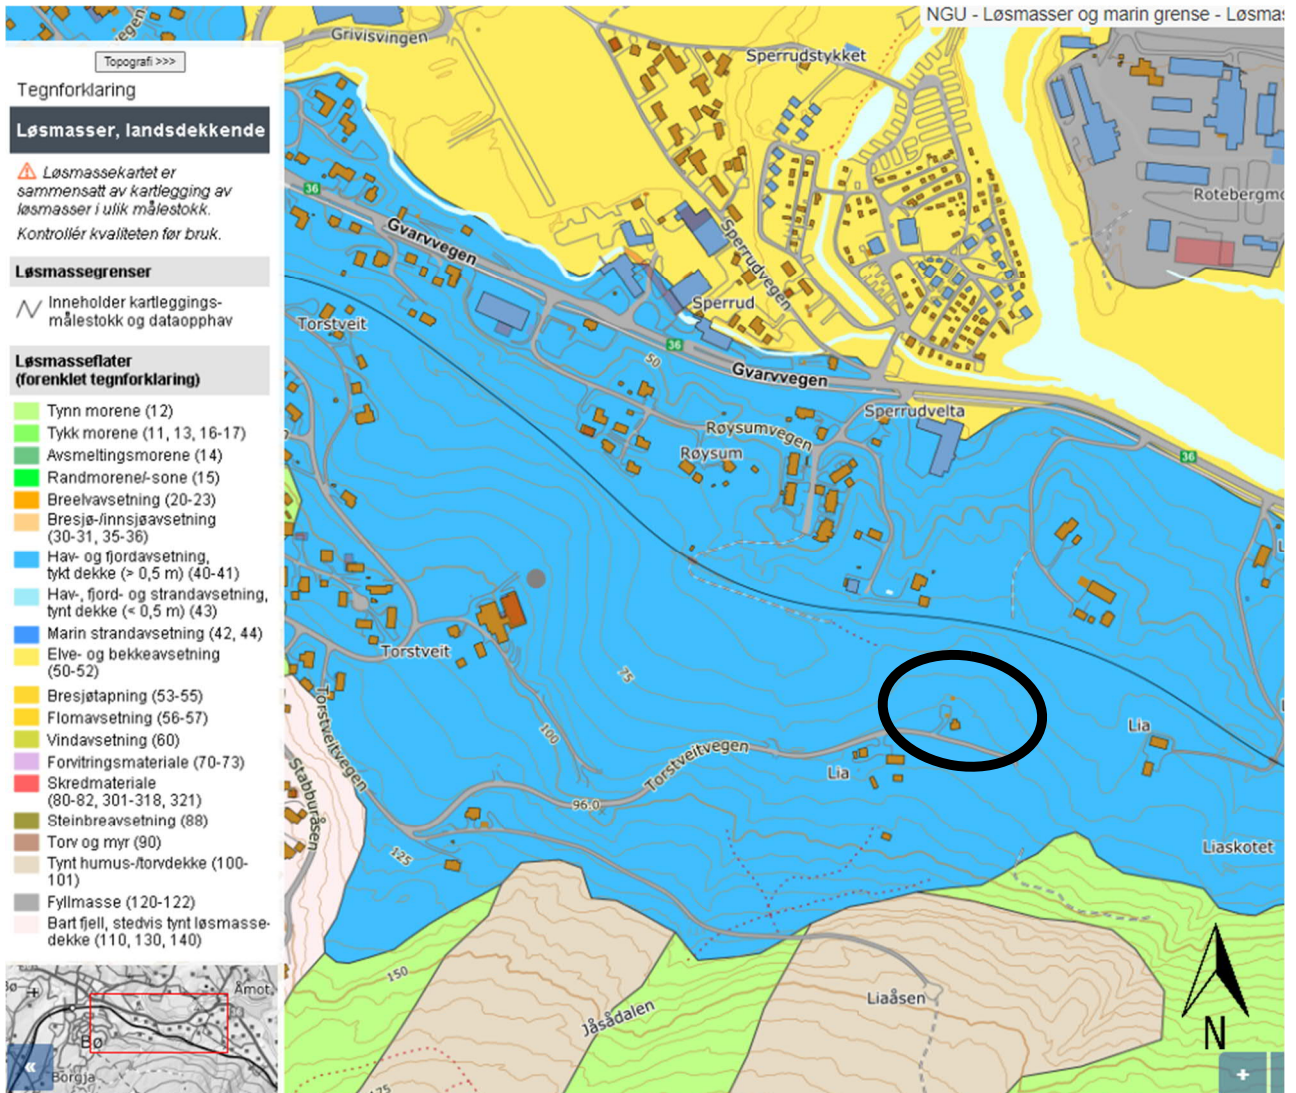 NGU - Løsmasser og marin grense - Løsmas
Topografi >>>
Tegnforklaring
Løsmasser, landsdekkende
Løsmassekartet er
sammensatt av kartlegging av
løsmasser i ulik målestokk.
Kontrollér kvaliteten før bruk.
Løsmassegrenser
Inneholder kartleggings-
målestokk og dataopphav
Løsmasseflater
(forenklet tegnforklaring)
Tynn morene (12)
Tykk morene (11, 13, 16-17)
Avsmeltingsmorene (14)
Randmorene/-sone (15)
Breelvavsetning (20-23)
Bresjø-/innsjøavsetning
(30-31, 35-36)
Hav- og fjordavsetning,
tykt dekke (> 0,5 m) (40-41)
Hav-, fjord- og strandavsetning,
tynt dekke (< 0,5 m) (43)
Marin strandavsetning (42, 44)
Elve- og bekkeavsetning
(50-52)
Bresjøtapning (53-55)
Flomavsetning (56-57)
Vindavsetning (60)
Forvitringsmateriale (70-73)
Skredmateriale
(80-82, 301-318, 321)
Steinbreavsetning (88)
Torv og myr (90)
Tynt humus-/torvdekke (100-
101)
Fyllmasse (120-122)
Bart fjell, stedvis tynt løsmasse-
dekke (110, 130, 140)
Åmot
Bø
Borgja
«
Grivisvingen
Sperrudstykket
Rotebergmo
36
Gvarvvegen
Sperrudvegen
Sperrud
Torstveit
36
50
Gvarvvegen
Sperrudvelta
Røysumvegen
Røysum
36
Torstveit
75
Torstveitvegen
100
Torstveitvegen
Lia
Lia
96.0
Stabburåsen
125
Liaskotet
150
Liaåsen
Jåsådalen
175
N
+